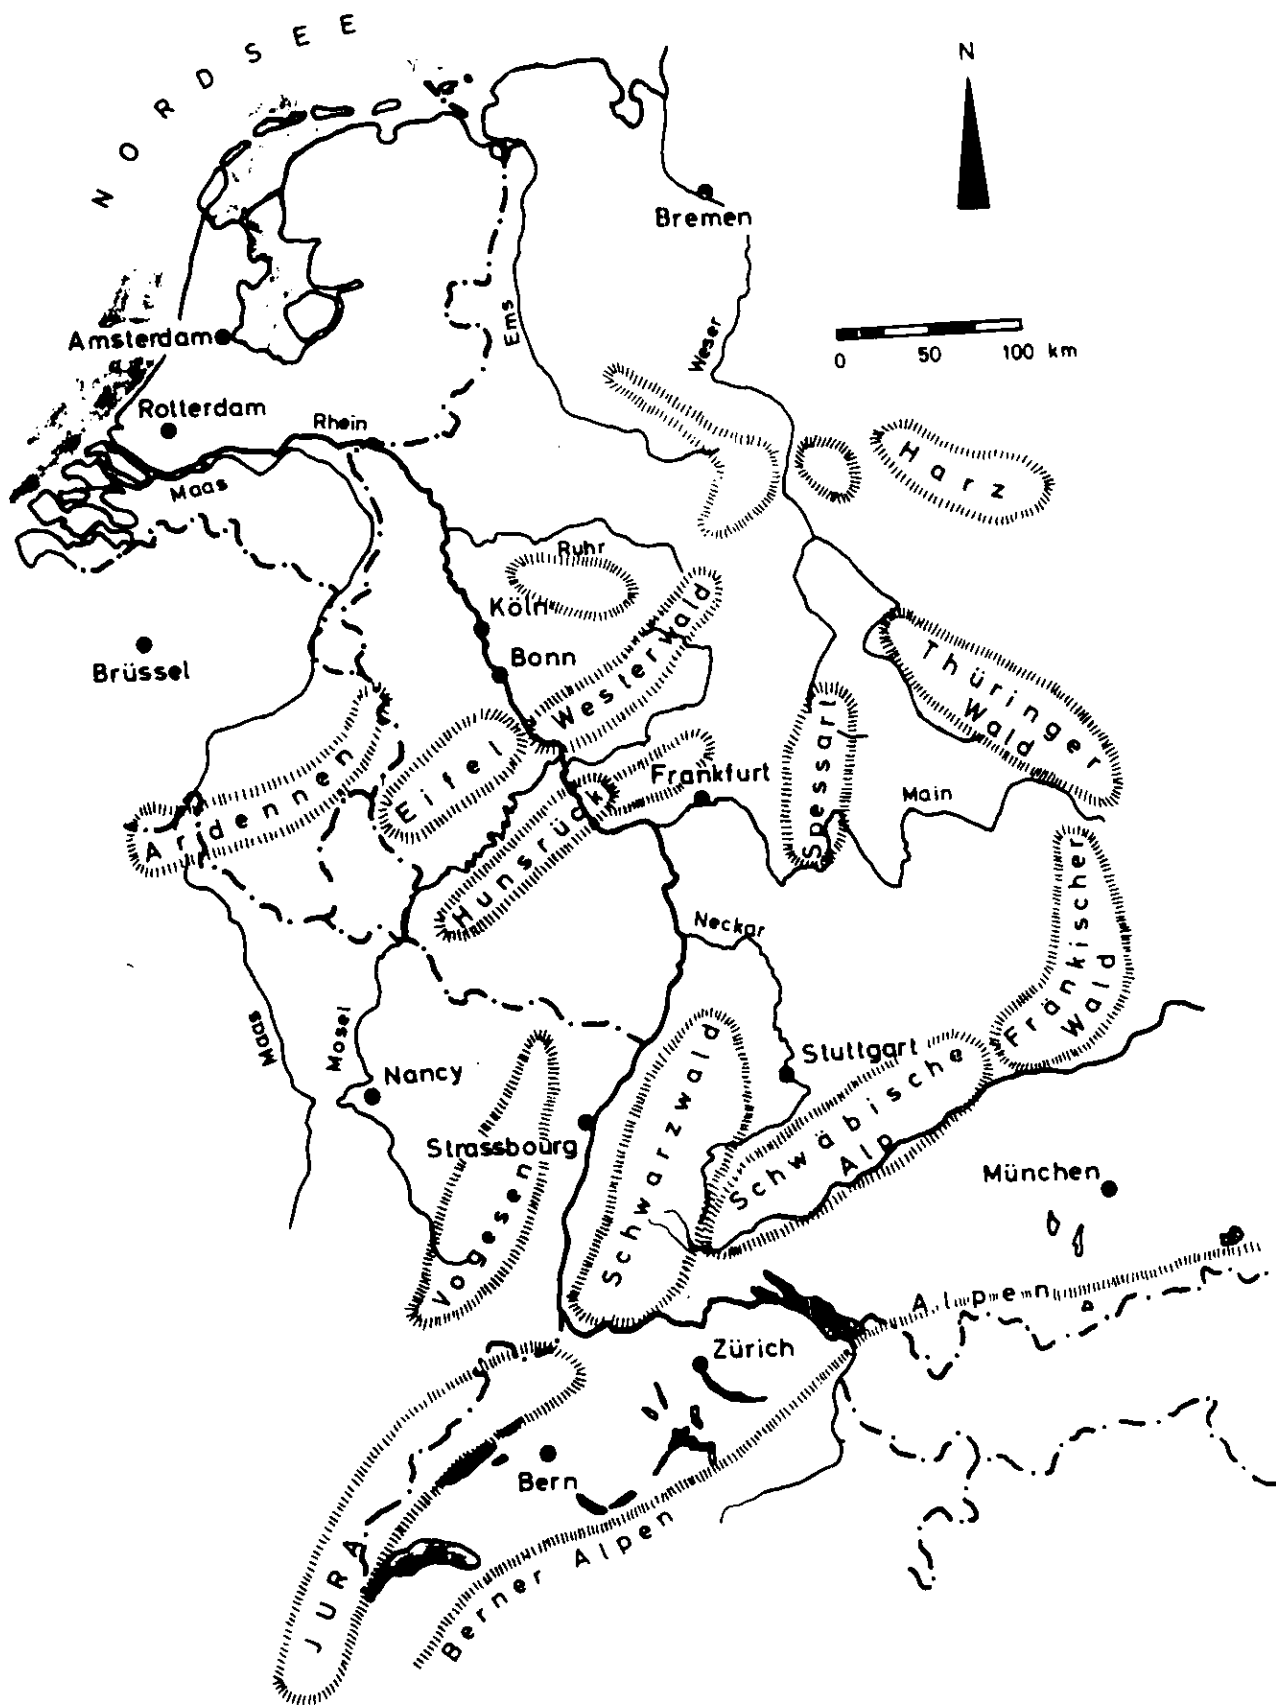 NORDSEE
N
Bremen
Ems
Weser
0 50 100 km
Amsterdam
Rotterdam
Rhein
Maas
Harz
Ruhr
Köln
Westerwald
Bonn
Brüssel
Thüringer
Wald
Ardennen
Eifel
Hunsrück
Frankfurt
Spessart
Main
Fränkischer
Wald
Neckar
Maas
Mosel
Nancy
Stuttgart
Strassbourg
Schwarzwald
Schwäbische
Alp
München
Vogesen
Alpen
Zürich
Bern
JURA
Berner Alpen